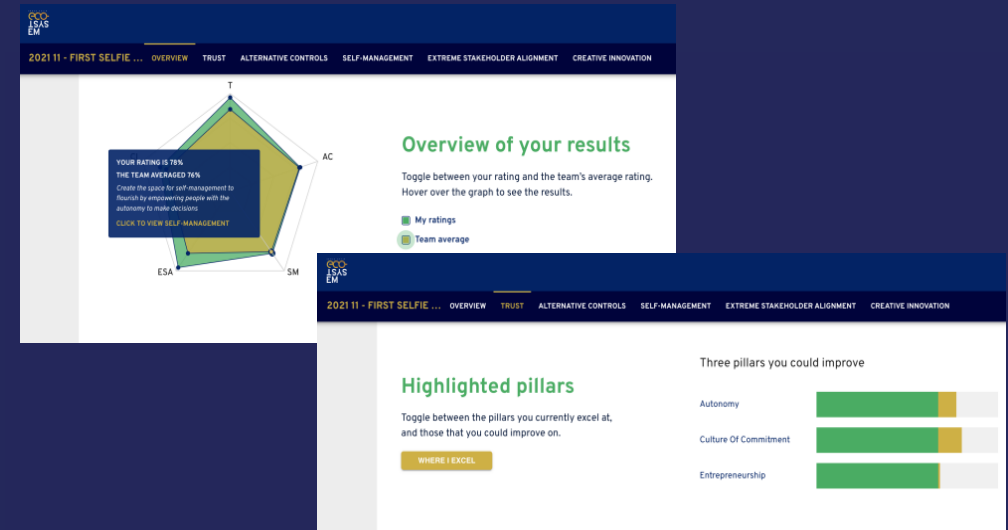 eco-
SYST
EM
2021 11 - FIRST SELFIE ... OVERVIEW TRUST ALTERNATIVE CONTROLS SELF-MANAGEMENT EXTREME STAKEHOLDER ALIGNMENT CREATIVE INNOVATION
T
AC
SM
ESA
YOUR RATING IS 78%
THE TEAM AVERAGED 76%
Create the space for self-management to
flourish by empowering people with the
autonomy to make decisions
CLICK TO VIEW SELF-MANAGEMENT
Overview of your results
Toggle between your rating and the team's average rating.
Hover over the graph to see the results.
My ratings
Team average
eco-
SYST
EM
2021 11 - FIRST SELFIE ... OVERVIEW TRUST ALTERNATIVE CONTROLS SELF-MANAGEMENT EXTREME STAKEHOLDER ALIGNMENT CREATIVE INNOVATION
Highlighted pillars
Toggle between the pillars you currently excel at,
and those that you could improve on.
WHERE I EXCEL
Three pillars you could improve
Autonomy
Culture Of Commitment
Entrepreneurship